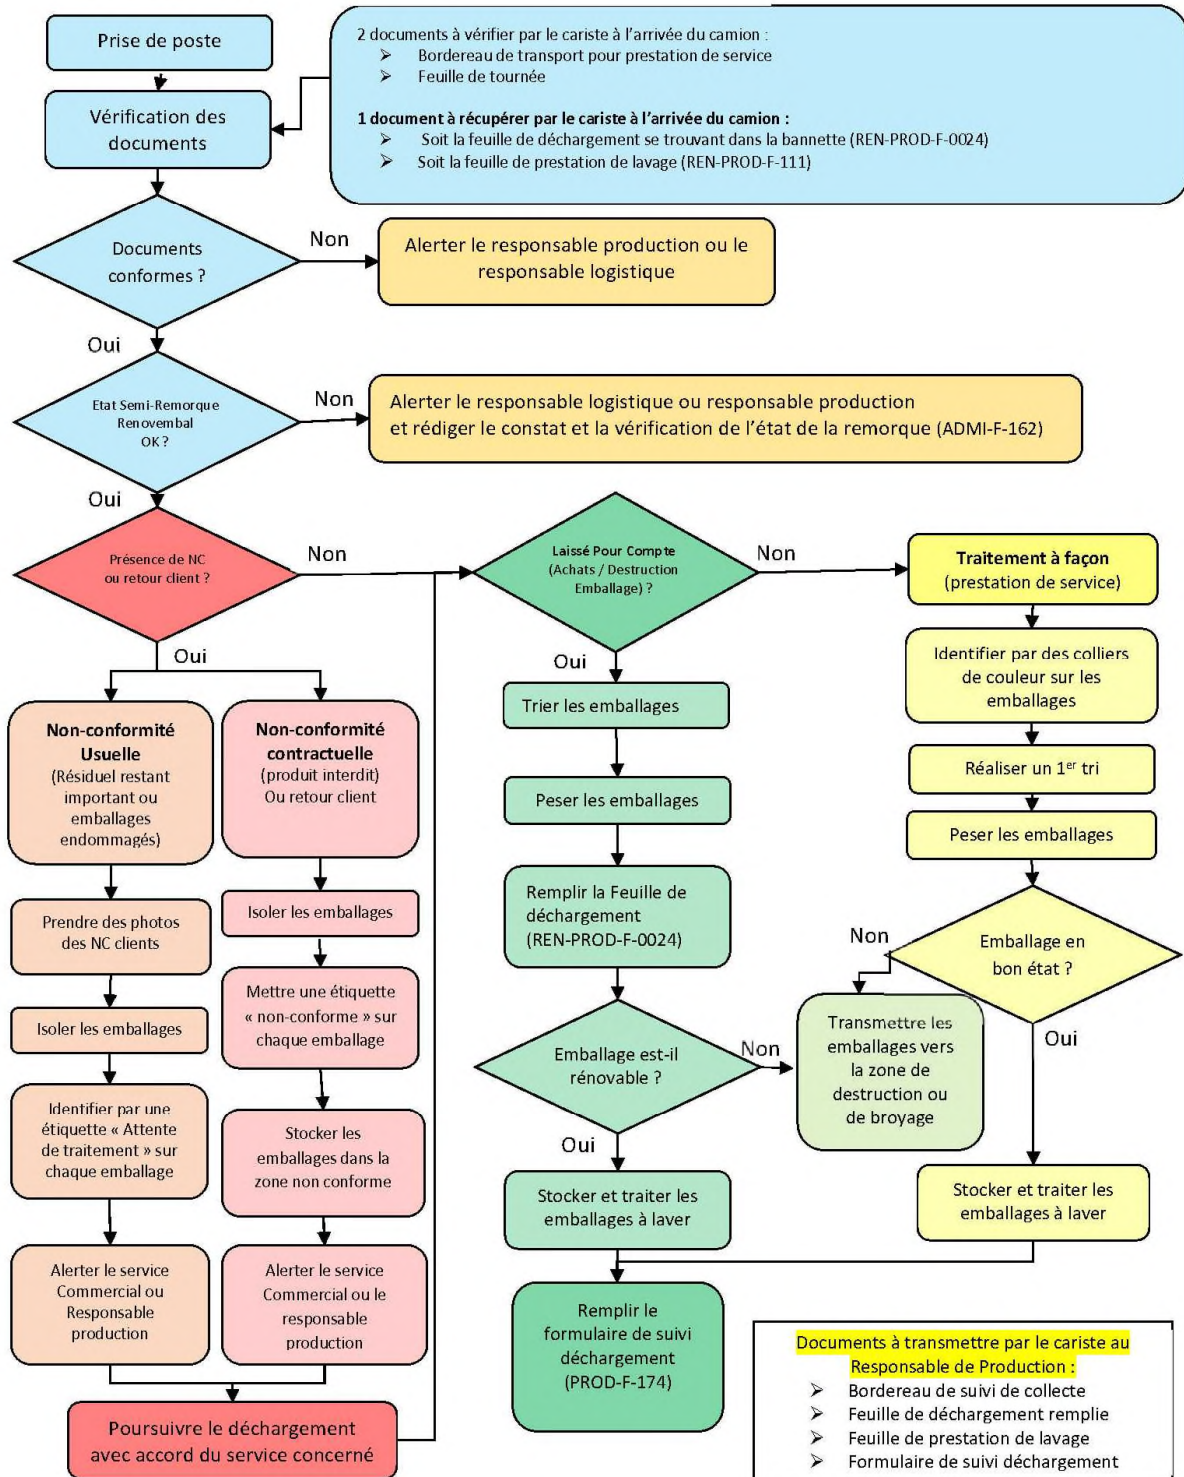 Prise de poste
2 documents à vérifier par le cariste à l'arrivée du camion :
➢ Bordereau de transport pour prestation de service
➢ Feuille de tournée
1 document à récupérer par le cariste à l'arrivée du camion :
➢ Soit la feuille de déchargement se trouvant dans la bannette (REN-PROD-F-0024)
➢ Soit la feuille de prestation de lavage (REN-PROD-F-111)
Vérification des
documents
Documents
conformes ?
Non
Alerter le responsable production ou le
responsable logistique
Oui
Etat Semi-Remorque
Renovembal
OK ?
Non
Alerter le responsable logistique ou responsable production
et rédiger le constat et la vérification de l'état de la remorque (ADMI-F-162)
Oui
Présence de NC
ou retour client ?
Non
Oui
Non-conformité
Usuelle
(Résiduel restant
important ou
emballages
endommagés)
Prendre des photos
des NC clients
Isoler les emballages
Identifier par une
étiquette « Attente
de traitement » sur
chaque emballage
Alerter le service
Commercial ou
Responsable
production
Non-conformité
contractuelle
(produit interdit)
Ou retour client
Isoler les emballages
Mettre une étiquette
« non-conforme » sur
chaque emballage
Stocker les
emballages dans la
zone non conforme
Alerter le service
Commercial ou le
responsable
production
Poursuivre le déchargement
avec accord du service concerné
Laissé Pour Compte
(Achats / Destruction
Emballage) ?
Non
Oui
Trier les emballages
Peser les emballages
Remplir la Feuille de
déchargement
(REN-PROD-F-0024)
Emballage est-il
rénovable ?
Non
Oui
Stocker et traiter les
emballages à laver
Remplir le
formulaire de suivi
déchargement
(PROD-F-174)
Traitement à façon
(prestation de service)
Identifier par des colliers
de couleur sur les
emballages
Réaliser un 1er tri
Peser les emballages
Emballage en
bon état ?
Non
Transmettre les
emballages vers
la zone de
destruction ou
de broyage
Oui
Stocker et traiter les
emballages à laver
Documents à transmettre par le cariste au
Responsable de Production :
➢ Bordereau de suivi de collecte
➢ Feuille de déchargement remplie
➢ Feuille de prestation de lavage
➢ Formulaire de suivi déchargement